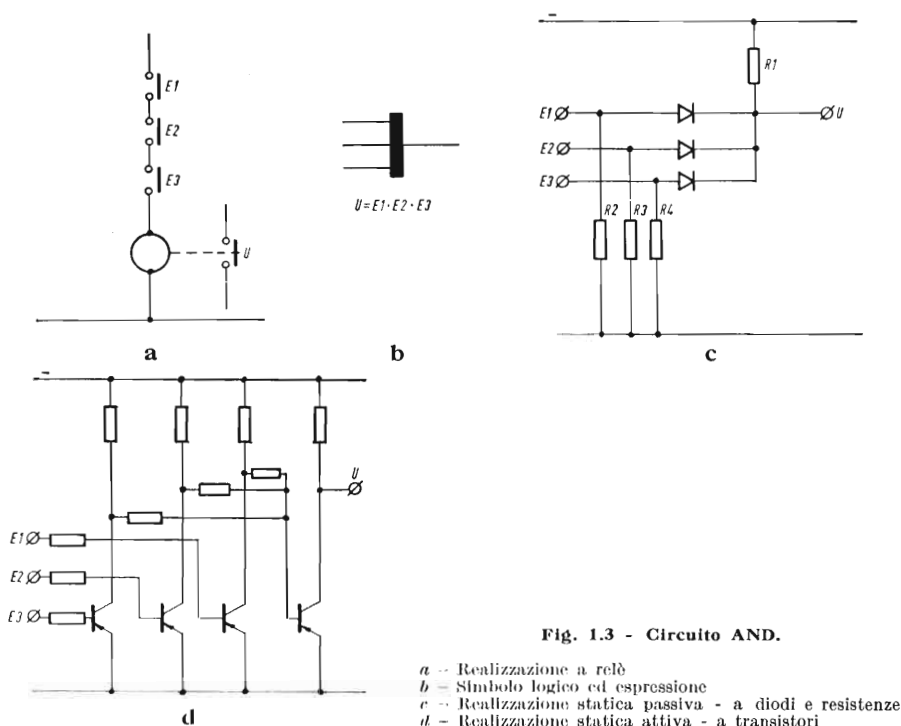 E1
E2
E3
U
a
U=E1·E2·E3
b
–
R1
E1
U
E2
E3
R2
R3
R4
c
–
U
E1
E2
E3
d
Fig. 1.3 - Circuito AND.
a – Realizzazione a relè
b – Simbolo logico ed espressione
c – Realizzazione statica passiva - a diodi e resistenze
d – Realizzazione statica attiva - a transistori